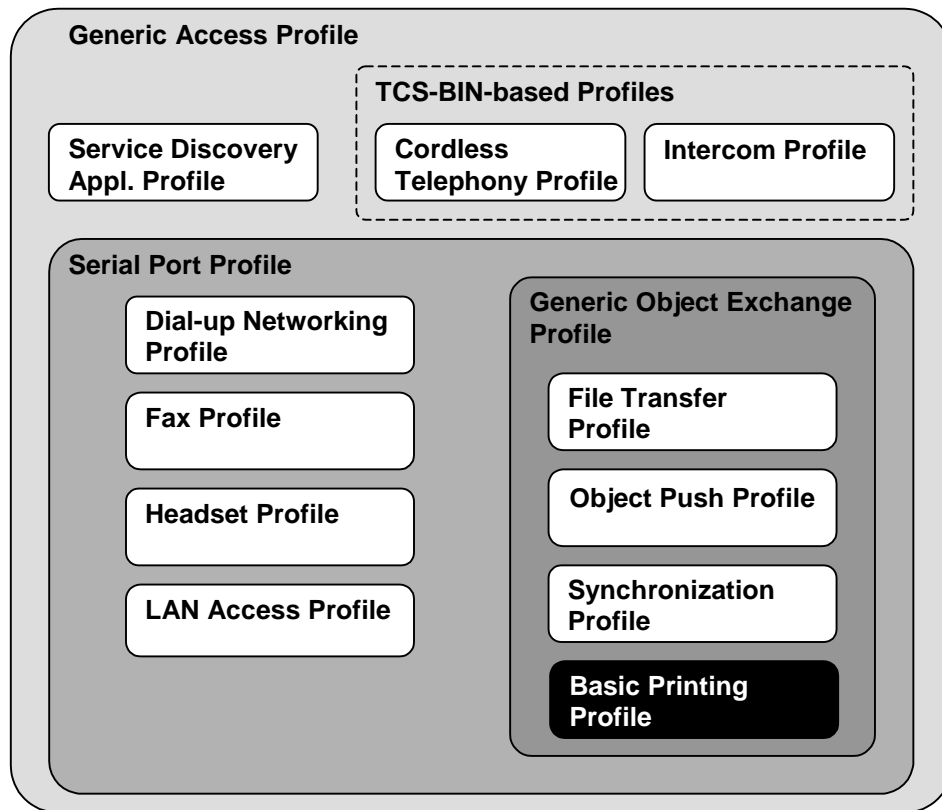 Generic Access Profile
TCS-BIN-based Profiles
Service Discovery
Appl. Profile
Cordless
Telephony Profile
Intercom Profile
Serial Port Profile
Dial-up Networking
Profile
Fax Profile
Headset Profile
LAN Access Profile
Generic Object Exchange
Profile
File Transfer
Profile
Object Push Profile
Synchronization
Profile
Basic Printing
Profile